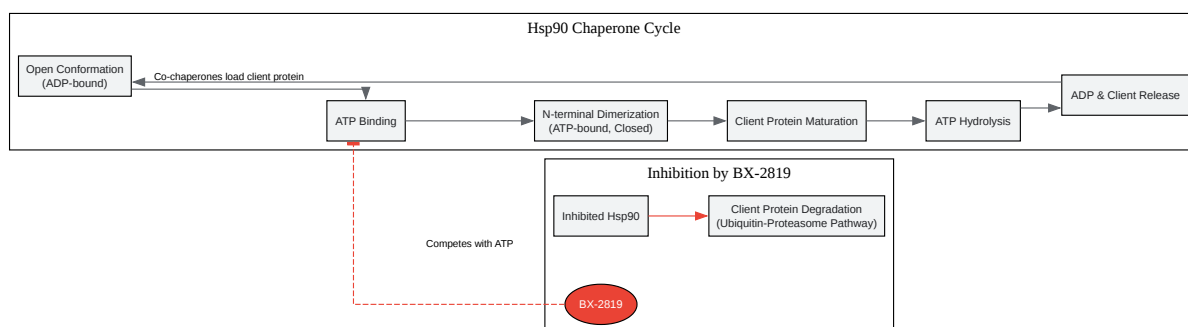 Hsp90 Chaperone Cycle
Open Conformation
(ADP-bound)
Co-chaperones load client protein
ATP Binding
N-terminal Dimerization
(ATP-bound, Closed)
Client Protein Maturation
ATP Hydrolysis
ADP & Client Release
Inhibition by BX-2819
Inhibited Hsp90
Client Protein Degradation
(Ubiquitin-Proteasome Pathway)
Competes with ATP
BX-2819